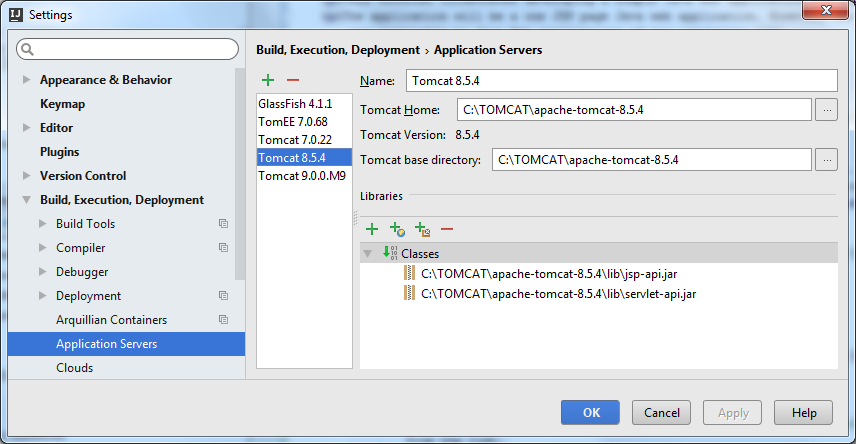 Settings
Build, Execution, Deployment › Application Servers
Appearance & Behavior
Keymap
Editor
Plugins
Version Control
Build, Execution, Deployment
Build Tools
Compiler
Debugger
Deployment
Arquillian Containers
Application Servers
Clouds
GlassFish 4.1.1
TomEE 7.0.68
Tomcat 7.0.22
Tomcat 8.5.4
Tomcat 9.0.0.M9
Name: Tomcat 8.5.4
Tomcat Home: C:\TOMCAT\apache-tomcat-8.5.4 ...
Tomcat Version: 8.5.4
Tomcat base directory: C:\TOMCAT\apache-tomcat-8.5.4 ...
Libraries
Classes
C:\TOMCAT\apache-tomcat-8.5.4\lib\jsp-api.jar
C:\TOMCAT\apache-tomcat-8.5.4\lib\servlet-api.jar
OK Cancel Apply Help